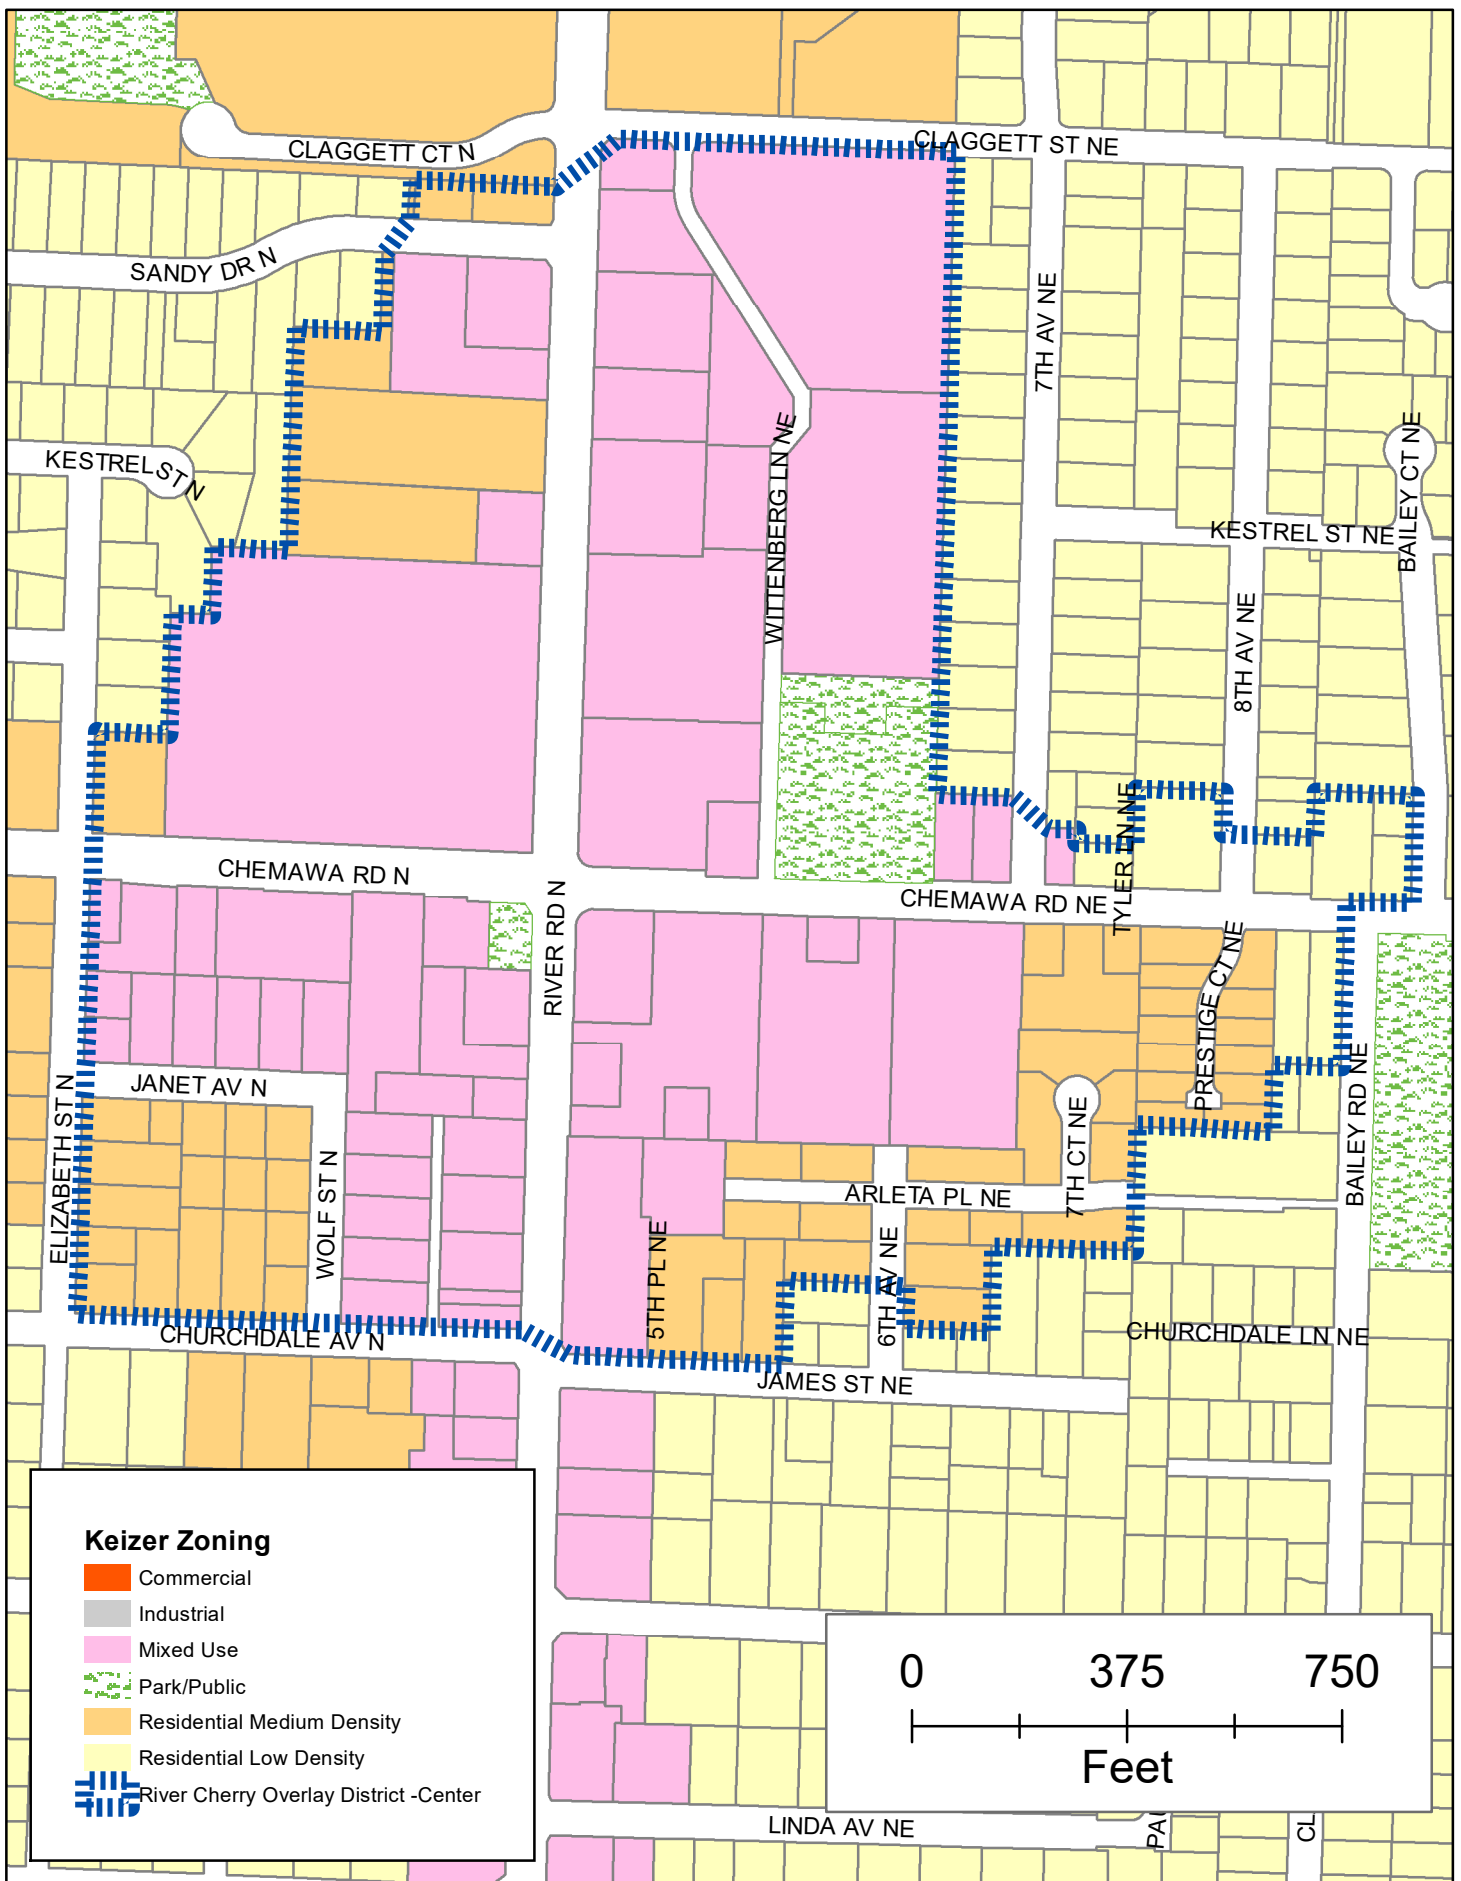 CLAGGETT CT N
CLAGGETT ST NE
SANDY DR N
7TH AV NE
KESTREL ST N
WITTENBERG LN NE
BAILEY CT NE
KESTREL ST NE
8TH AV NE
TYLER LN NE
CHEMAWA RD N
CHEMAWA RD NE
RIVER RD N
PRESTIGE CT NE
JANET AV N
ELIZABETH ST N
WOLF ST N
7TH CT NE
BAILEY RD NE
ARLETA PL NE
5TH PL NE
6TH AV NE
CHURCHDALE AV N
CHURCHDALE LN NE
JAMES ST NE
Keizer Zoning
Commercial
Industrial
Mixed Use
Park/Public
Residential Medium Density
Residential Low Density
River Cherry Overlay District -Center
0 375 750
Feet
LINDA AV NE
PAU
CL